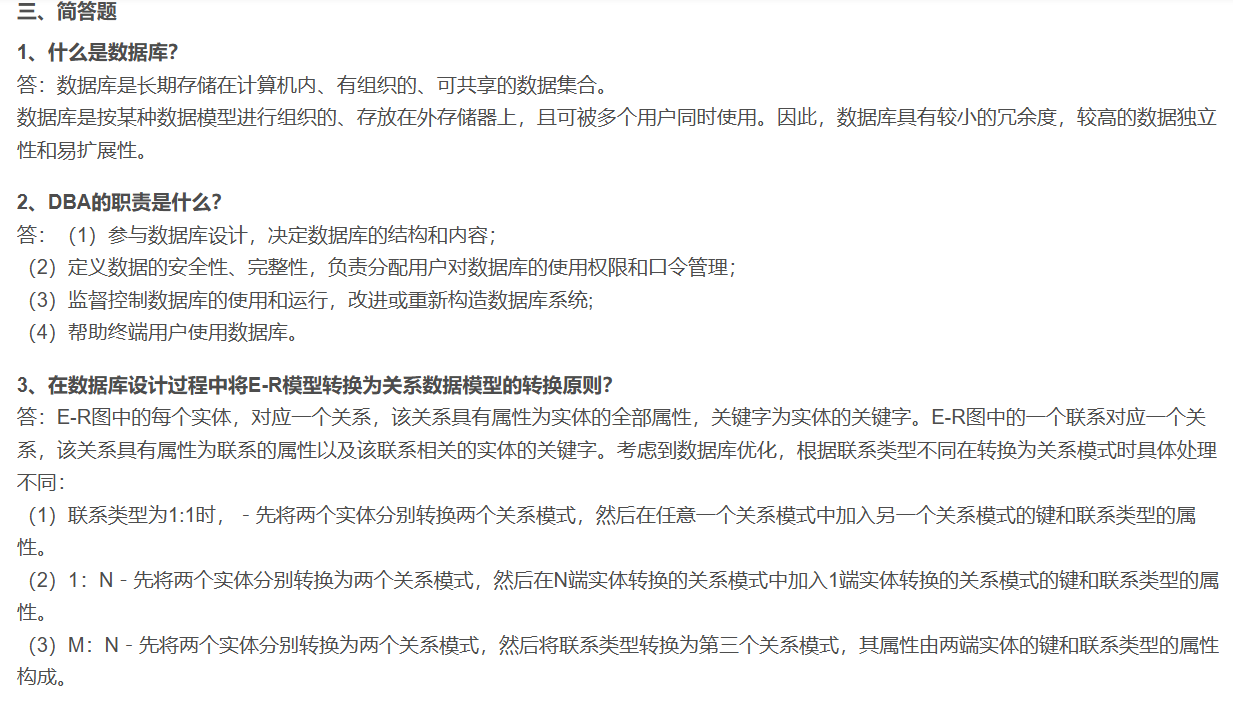 三、简答题
1、什么是数据库？
答：数据库是长期存储在计算机内、有组织的、可共享的数据集合。
数据库是按某种数据模型进行组织的、存放在外存储器上，且可被多个用户同时使用。因此，数据库具有较小的冗余度，较高的数据独立
性和易扩展性。
2、DBA的职责是什么？
答：（1）参与数据库设计，决定数据库的结构和内容；
（2）定义数据的安全性、完整性，负责分配用户对数据库的使用权限和口令管理；
（3）监督控制数据库的使用和运行，改进或重新构造数据库系统;
（4）帮助终端用户使用数据库。
3、在数据库设计过程中将E-R模型转换为关系数据模型的转换原则？
答：E-R图中的每个实体，对应一个关系，该关系具有属性为实体的全部属性，关键字为实体的关键字。E-R图中的一个联系对应一个关
系，该关系具有属性为联系的属性以及该联系相关的实体的关键字。考虑到数据库优化，根据联系类型不同在转换为关系模式时具体处理
不同：
（1）联系类型为1:1时，﹣先将两个实体分别转换两个关系模式，然后在任意一个关系模式中加入另一个关系模式的键和联系类型的属
性。
（2）1：N﹣先将两个实体分别转换为两个关系模式，然后在N端实体转换的关系模式中加入1端实体转换的关系模式的键和联系类型的属
性。
（3）M：N﹣先将两个实体分别转换为两个关系模式，然后将联系类型转换为第三个关系模式，其属性由两端实体的键和联系类型的属性
构成。